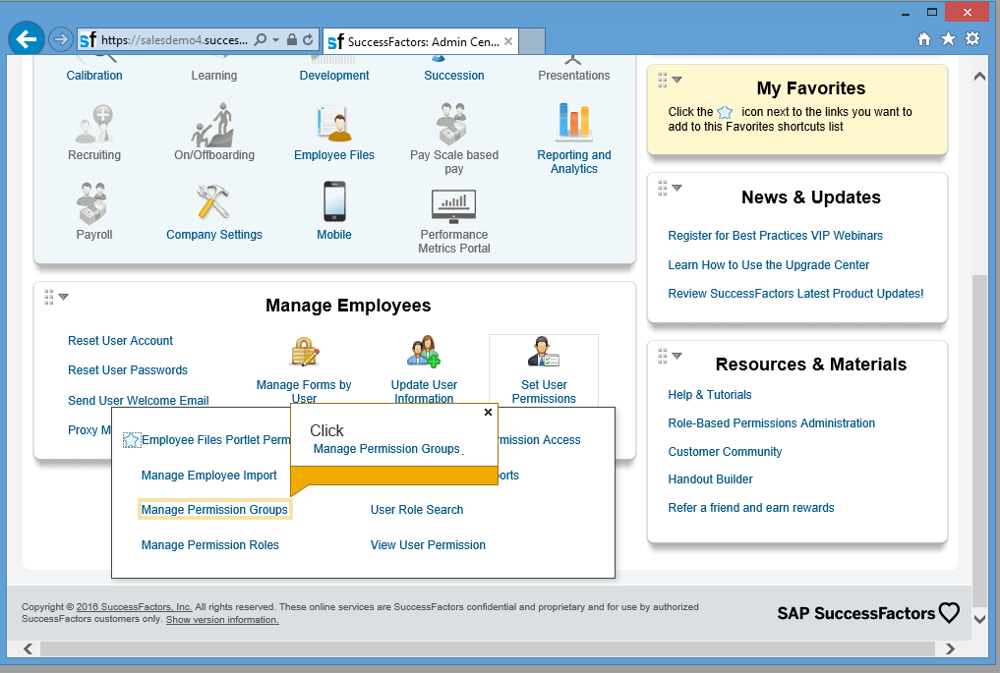 https://salesdemo4.succes...
SuccessFactors: Admin Cen...
Calibration
Learning
Development
Succession
Presentations
Recruiting
On/Offboarding
Employee Files
Pay Scale based
pay
Reporting and
Analytics
Payroll
Company Settings
Mobile
Performance
Metrics Portal
My Favorites
Click the icon next to the links you want to
add to this Favorites shortcuts list
News & Updates
Register for Best Practices VIP Webinars
Learn How to Use the Upgrade Center
Review SuccessFactors Latest Product Updates!
Manage Employees
Reset User Account
Reset User Passwords
Send User Welcome Email
Proxy M
Manage Forms by
User
Update User
Information
Set User
Permissions
Employee Files Portlet Perm
mission Access
Manage Employee Import
orts
Manage Permission Groups
User Role Search
Manage Permission Roles
View User Permission
Click
Manage Permission Groups.
Resources & Materials
Help & Tutorials
Role-Based Permissions Administration
Customer Community
Handout Builder
Refer a friend and earn rewards
Copyright © 2016 SuccessFactors, Inc. All rights reserved. These online services are SuccessFactors confidential and proprietary and for use by authorized
SuccessFactors customers only. Show version information.
SAP SuccessFactors